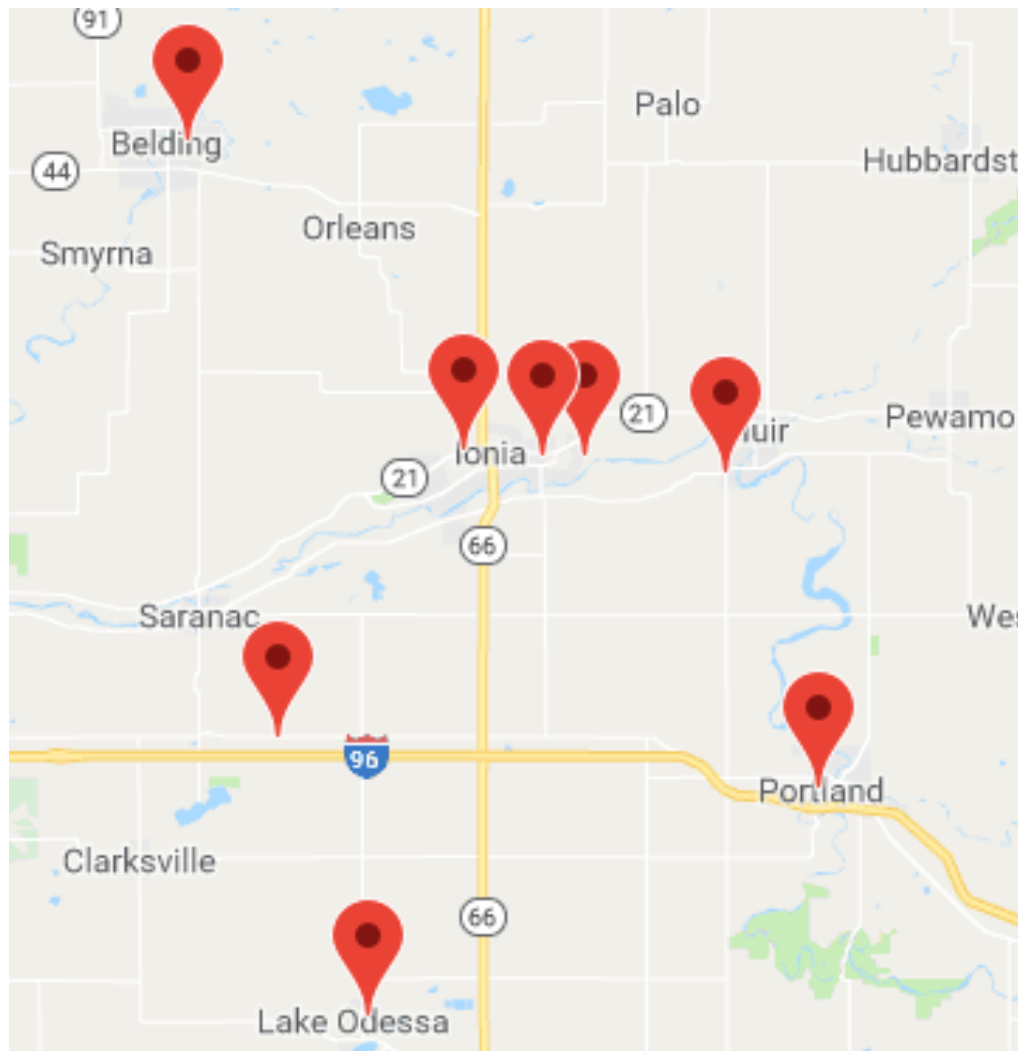 91
Palo
Belding
Hubbardst
44
Orleans
Smyrna
21
Pewamo
uir
Ionia
21
66
Saranac
Wes
96
Portland
Clarksville
66
Lake Odessa